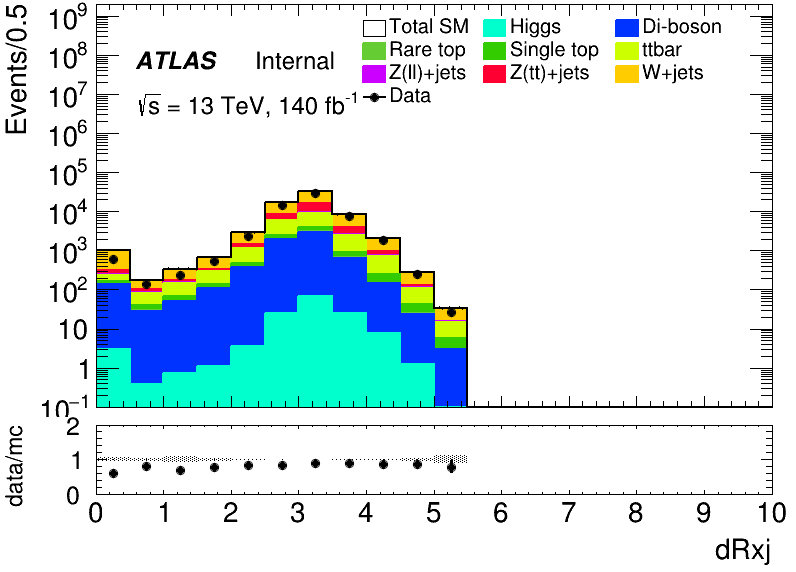 Events/0.5
10⁹
10⁸
10⁷
10⁶
10⁵
10⁴
10³
10²
10
1
10⁻¹
ATLAS Internal
√s = 13 TeV, 140 fb⁻¹
Total SM Higgs Di-boson
Rare top Single top ttbar
Z(ll)+jets Z(tt)+jets W+jets
Data
data/mc
2
1
0
0 1 2 3 4 5 6 7 8 9 10
dRxj